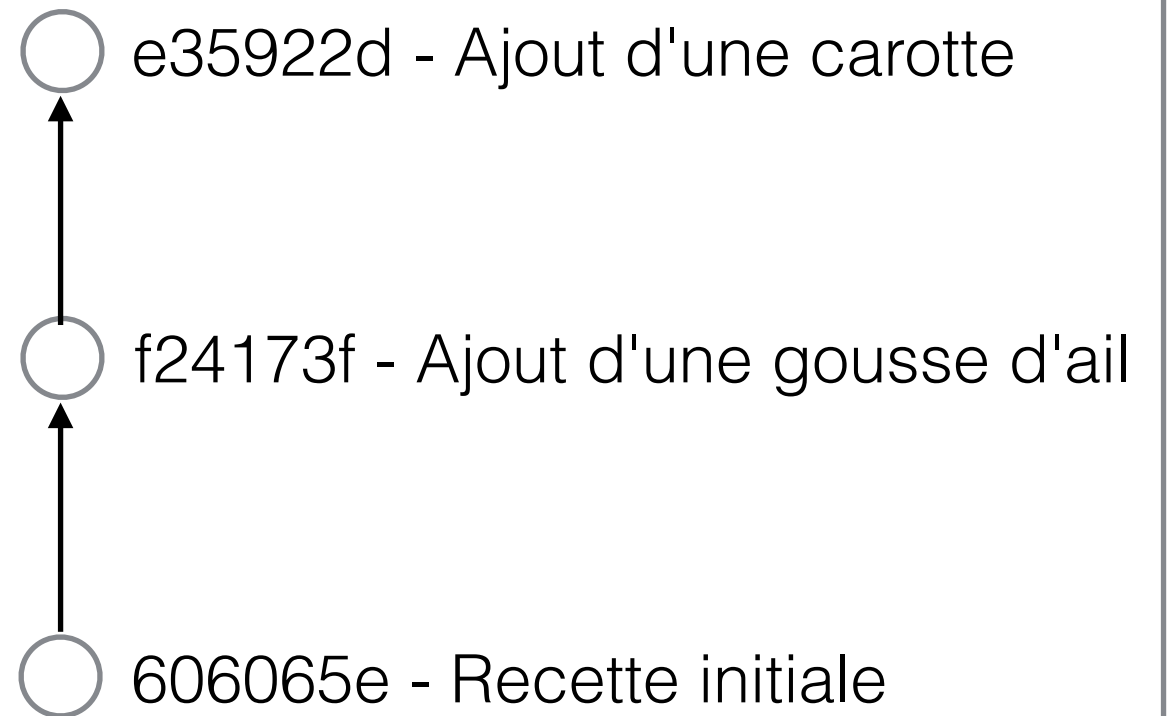 e35922d - Ajout d'une carotte
f24173f - Ajout d'une gousse d'ail
606065e - Recette initiale